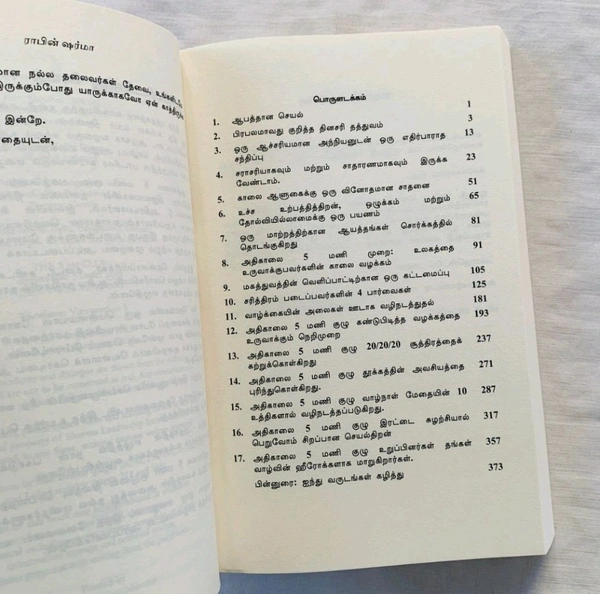 ராபின் ஷர்மா
மான நல்ல தலைவர்கள் தேவை,
இருக்கும்போது யாருக்காகவோ ஏன்
இன்றே.
தையுடன்,
பொருளடக்கம்
1. ஆபத்தான செயல் 1
2. பிரபலமாவது குறித்த தினசரி தத்துவம் 3
3. ஒரு ஆச்சரியமான அந்நியனுடன் ஒரு எதிர்பாராத 13
சந்திப்பு
4. சராசரியாகவும் மற்றும் சாதாரணமாகவும் இருக்க 23
வேண்டாம்.
5. காலை ஆளுகைக்கு ஒரு வினோதமான சாதனை 51
6. உச்ச உற்பத்தித்திறன், ஒழுக்கம் மற்றும் 65
தோல்வியில்லாமைக்கு ஒரு பயணம்
7. ஒரு மாற்றத்திற்கான ஆயத்தங்கள் சொர்க்கத்தில் 81
தொடங்குகிறது
8. அதிகாலை 5 மணி முறை: உலகத்தை 91
உருவாக்குபவர்களின் காலை வழக்கம்
9. மகத்துவத்தின் வெளிப்பாட்டிற்கான ஒரு கட்டமைப்பு 105
10. சரித்திரம் படைப்பவர்களின் 4 பார்வைகள் 125
11. வாழ்க்கையின் அலைகள் ஊடாக வழிநடத்துதல் 181
12. அதிகாலை 5 மணி குழு கண்டுபிடித்த வழக்கத்தை 193
உருவாக்கும் நெறிமுறை
13. அதிகாலை 5 மணி குழு 20/20/20 சூத்திரத்தைக் 237
கற்றுக்கொள்கிறது
14. அதிகாலை 5 மணி குழு தூக்கத்தின் அவசியத்தை 271
புரிந்துகொள்கிறது.
15. அதிகாலை 5 மணி குழு வாழ்நாள் மேதையின் 10 287
உத்திகளால் வழிநடத்தப்படுகிறது.
16. அதிகாலை 5 மணி குழு இரட்டை சுழற்சியால் 317
பெறுவோம் சிறப்பான செயல்திறன்
17. அதிகாலை 5 மணி குழு உறுப்பினர்கள் தங்கள் 357
வாழ்வின் ஹீரோக்களாக மாறுகிறார்கள்.
பின்னுரை: ஐந்து வருடங்கள் கழித்து 373